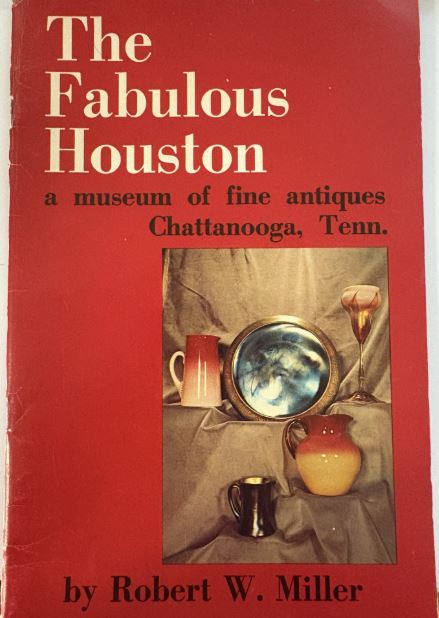 The
Fabulous
Houston
a museum of fine antiques
Chattanooga, Tenn.
by Robert W. Miller